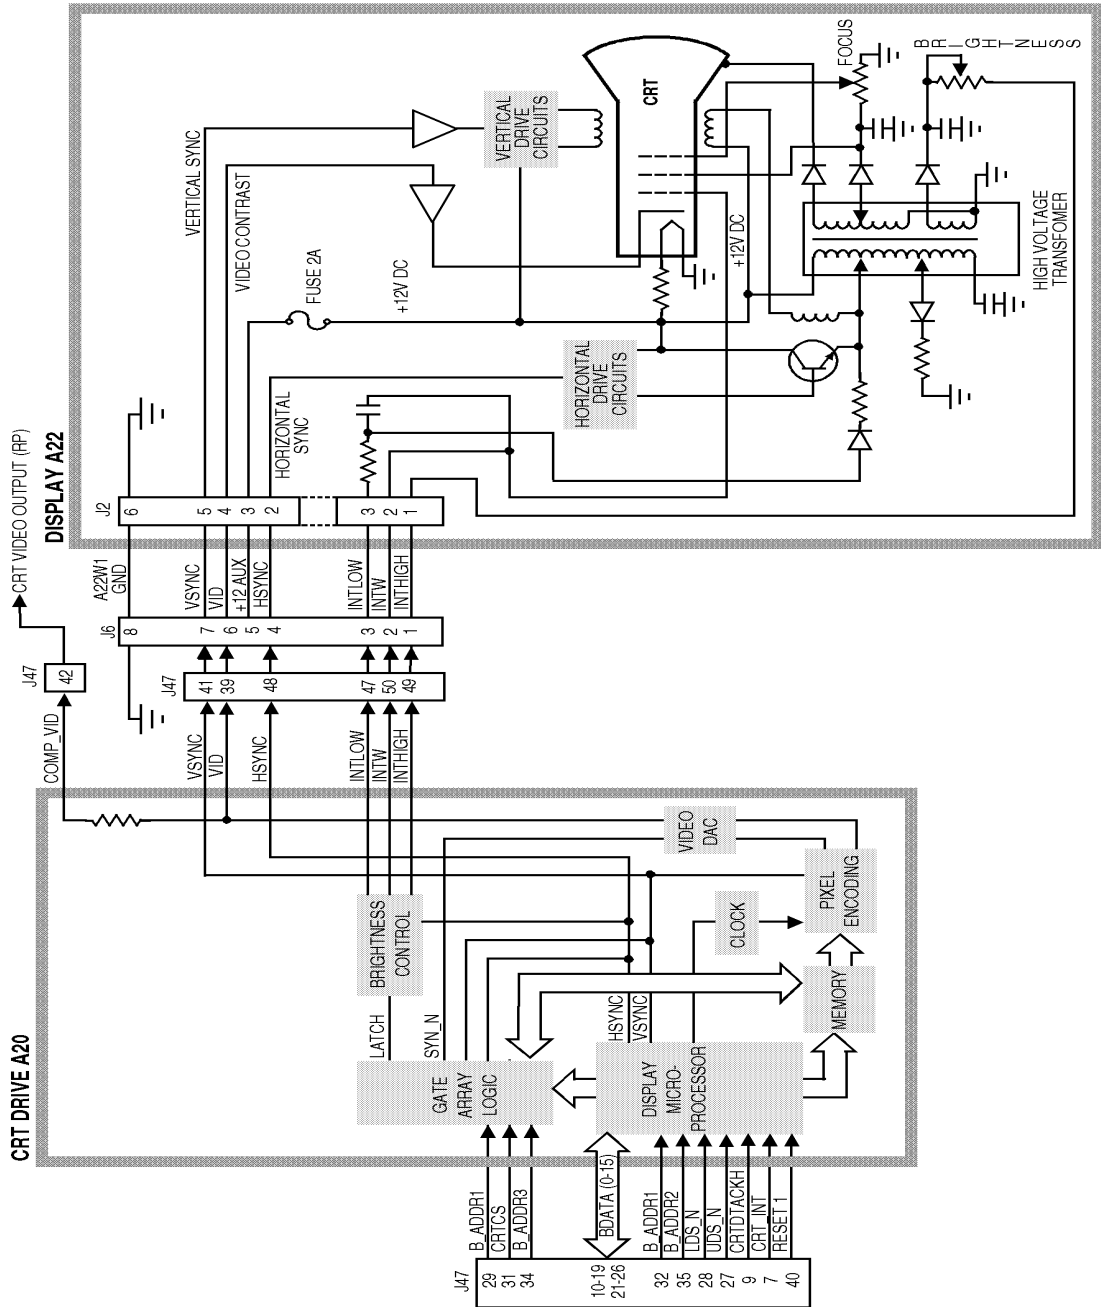 CRT DRIVE A20
J47
29
31
34
10-19
21-26
32
35
28
27
9
7
40
B_ADDR1
CRTCS
B_ADDR3
BDATA (0-15)
B_ADDR1
B_ADDR2
LDS_N
UDS_N
CRTDTACKH
CRT_INT
RESET 1
GATE
ARRAY
LOGIC
DISPLAY
MICRO-
PROCESSOR
LATCH
SYN_N
HSYNC
VSYNC
MEMORY
BRIGHTNESS
CONTROL
CLOCK
PIXEL
ENCODING
VIDEO
DAC
COMP_VID
VSYNC
VID
HSYNC
INTLOW
INTW
INTHIGH
J47
42
CRT VIDEO OUTPUT (RP)
J47
41
39
48
47
50
49
J6
8
7
6
5
4
3
2
1
A22W1
GND
VSYNC
VID
+12 AUX
HSYNC
INTLOW
INTW
INTHIGH
DISPLAY A22
J2
6
5
4
3
2
3
2
1
HORIZONTAL
SYNC
VERTICAL SYNC
VIDEO CONTRAST
FUSE 2A
+12V DC
HORIZONTAL
DRIVE
CIRCUITS
VERTICAL
DRIVE
CIRCUITS
CRT
+12V DC
HIGH VOLTAGE
TRANSFOMER
FOCUS
BRIGHTNESS